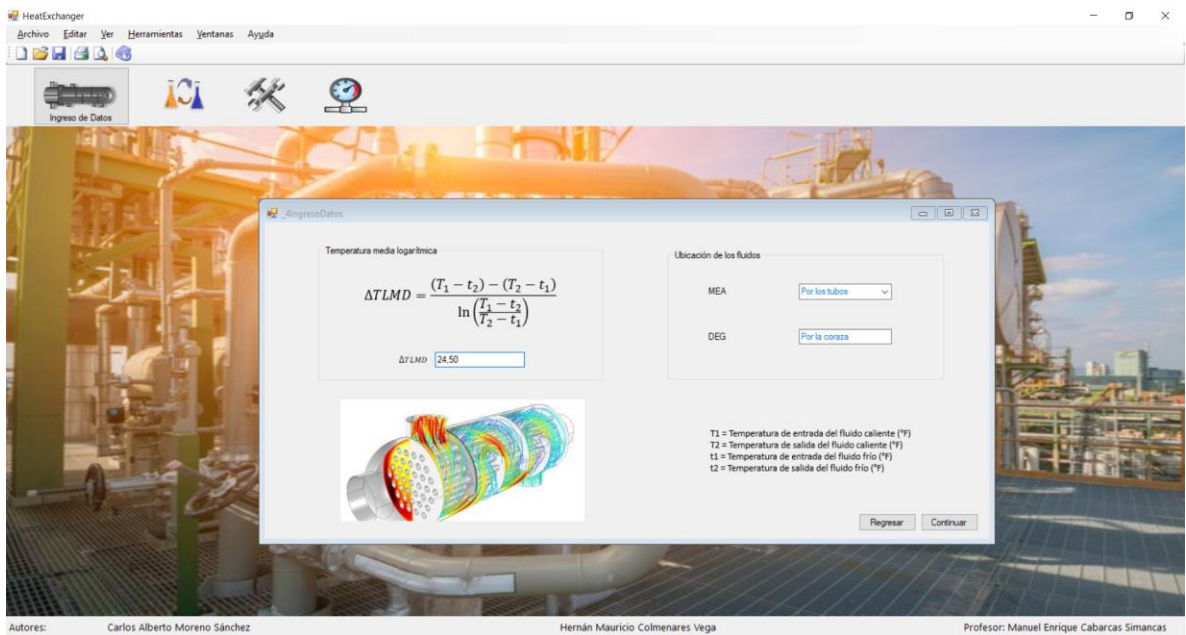 HeatExchanger
Archivo Editar Ver Herramientas Ventanas Ayuda
Ingreso de Datos
_4IngresoDatos
Temperatura media logarítmica
ΔTLMD = (T₁ − t₂) − (T₂ − t₁) / ln(T₁ − t₂ / T₂ − t₁)
ΔTLMD 24,50
Ubicación de los fluidos
MEA Por los tubos
DEG Por la coraza
T1 = Temperatura de entrada del fluido caliente (°F)
T2 = Temperatura de salida del fluido caliente (°F)
t1 = Temperatura de entrada del fluido frío (°F)
t2 = Temperatura de salida del fluido frío (°F)
Regresar Continuar
Autores: Carlos Alberto Moreno Sánchez Hernán Mauricio Colmenares Vega Profesor: Manuel Enrique Cabarcas Simancas